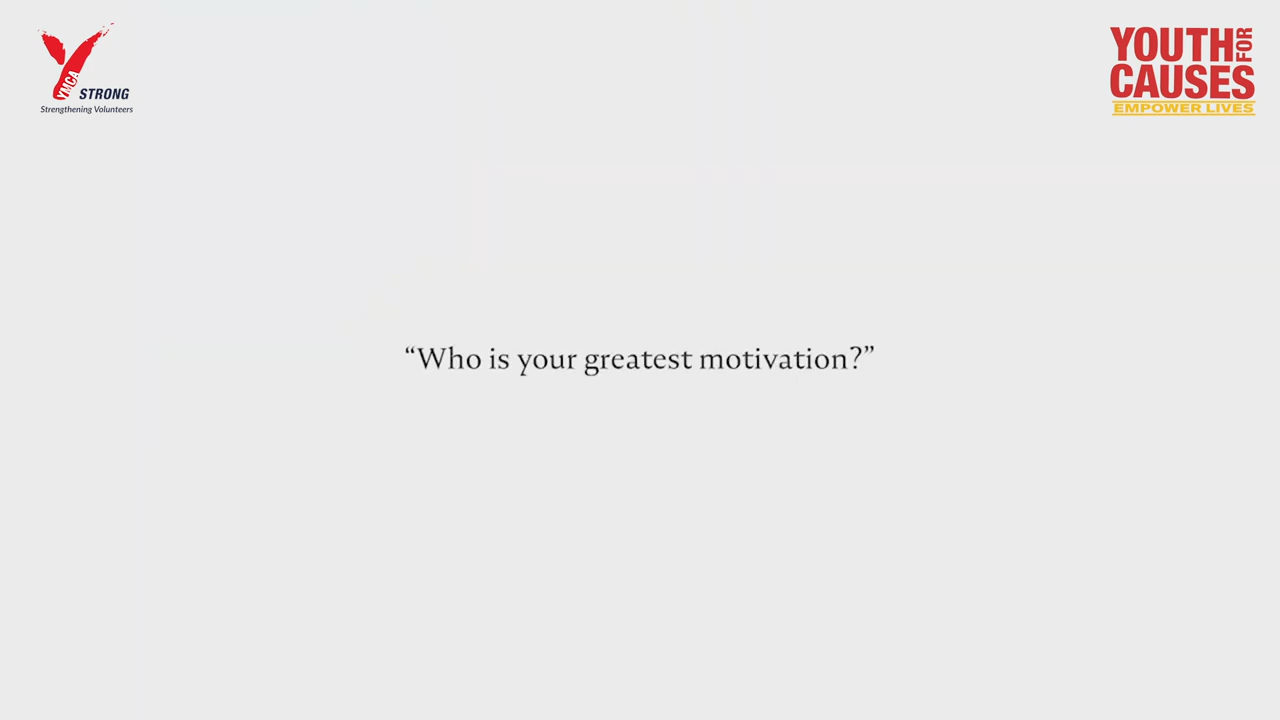 YMCA
STRONG
Strengthening Volunteers
YOUTH FOR
CAUSES
EMPOWER LIVES
“Who is your greatest motivation?”